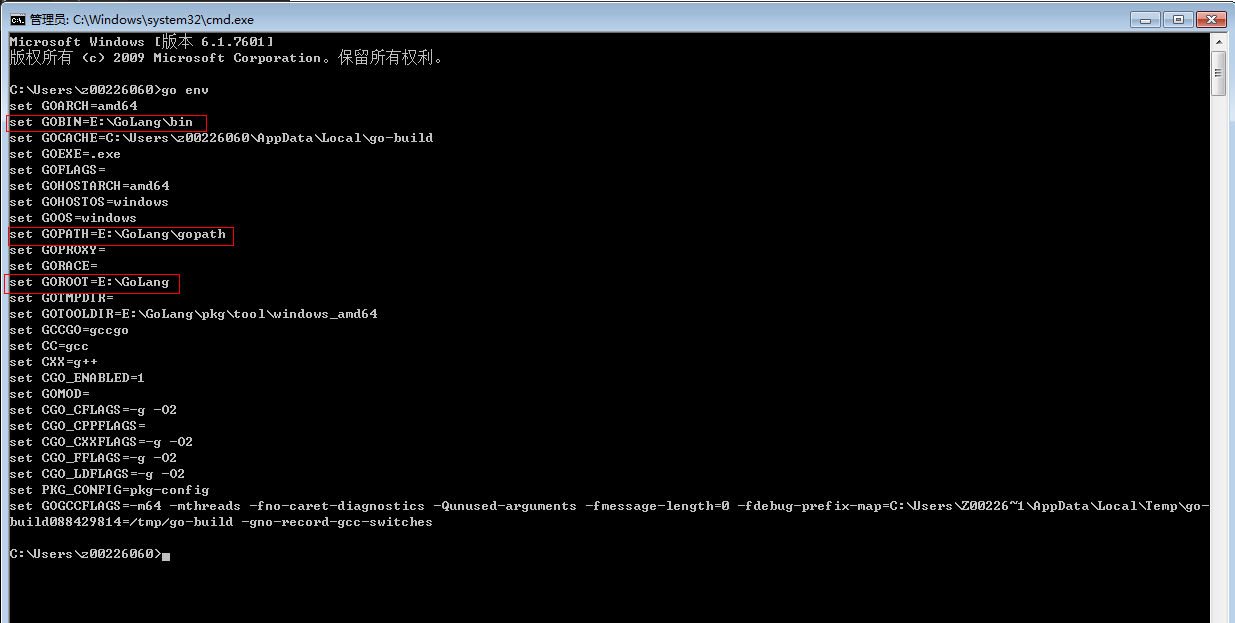 管理员: C:\Windows\system32\cmd.exe
Microsoft Windows [版本 6.1.7601]
版权所有 (c) 2009 Microsoft Corporation。保留所有权利。
C:\Users\z00226060>go env
set GOARCH=amd64
set GOBIN=E:\GoLang\bin
set GOCACHE=C:\Users\z00226060\AppData\Local\go-build
set GOEXE=.exe
set GOFLAGS=
set GOHOSTARCH=amd64
set GOHOSTOS=windows
set GOOS=windows
set GOPATH=E:\GoLang\gopath
set GOPROXY=
set GORACE=
set GOROOT=E:\GoLang
set GOTMPDIR=
set GOTOOLDIR=E:\GoLang\pkg\tool\windows_amd64
set GCCGO=gccgo
set CC=gcc
set CXX=g++
set CGO_ENABLED=1
set GOMOD=
set CGO_CFLAGS=-g -O2
set CGO_CPPFLAGS=
set CGO_CXXFLAGS=-g -O2
set CGO_FFLAGS=-g -O2
set CGO_LDFLAGS=-g -O2
set PKG_CONFIG=pkg-config
set GOGCCFLAGS=-m64 -mthreads -fno-caret-diagnostics -Qunused-arguments -fmessage-length=0 -fdebug-prefix-map=C:\Users\Z00226~1\AppData\Local\Temp\go-
build088429814=/tmp/go-build -gno-record-gcc-switches
C:\Users\z00226060>